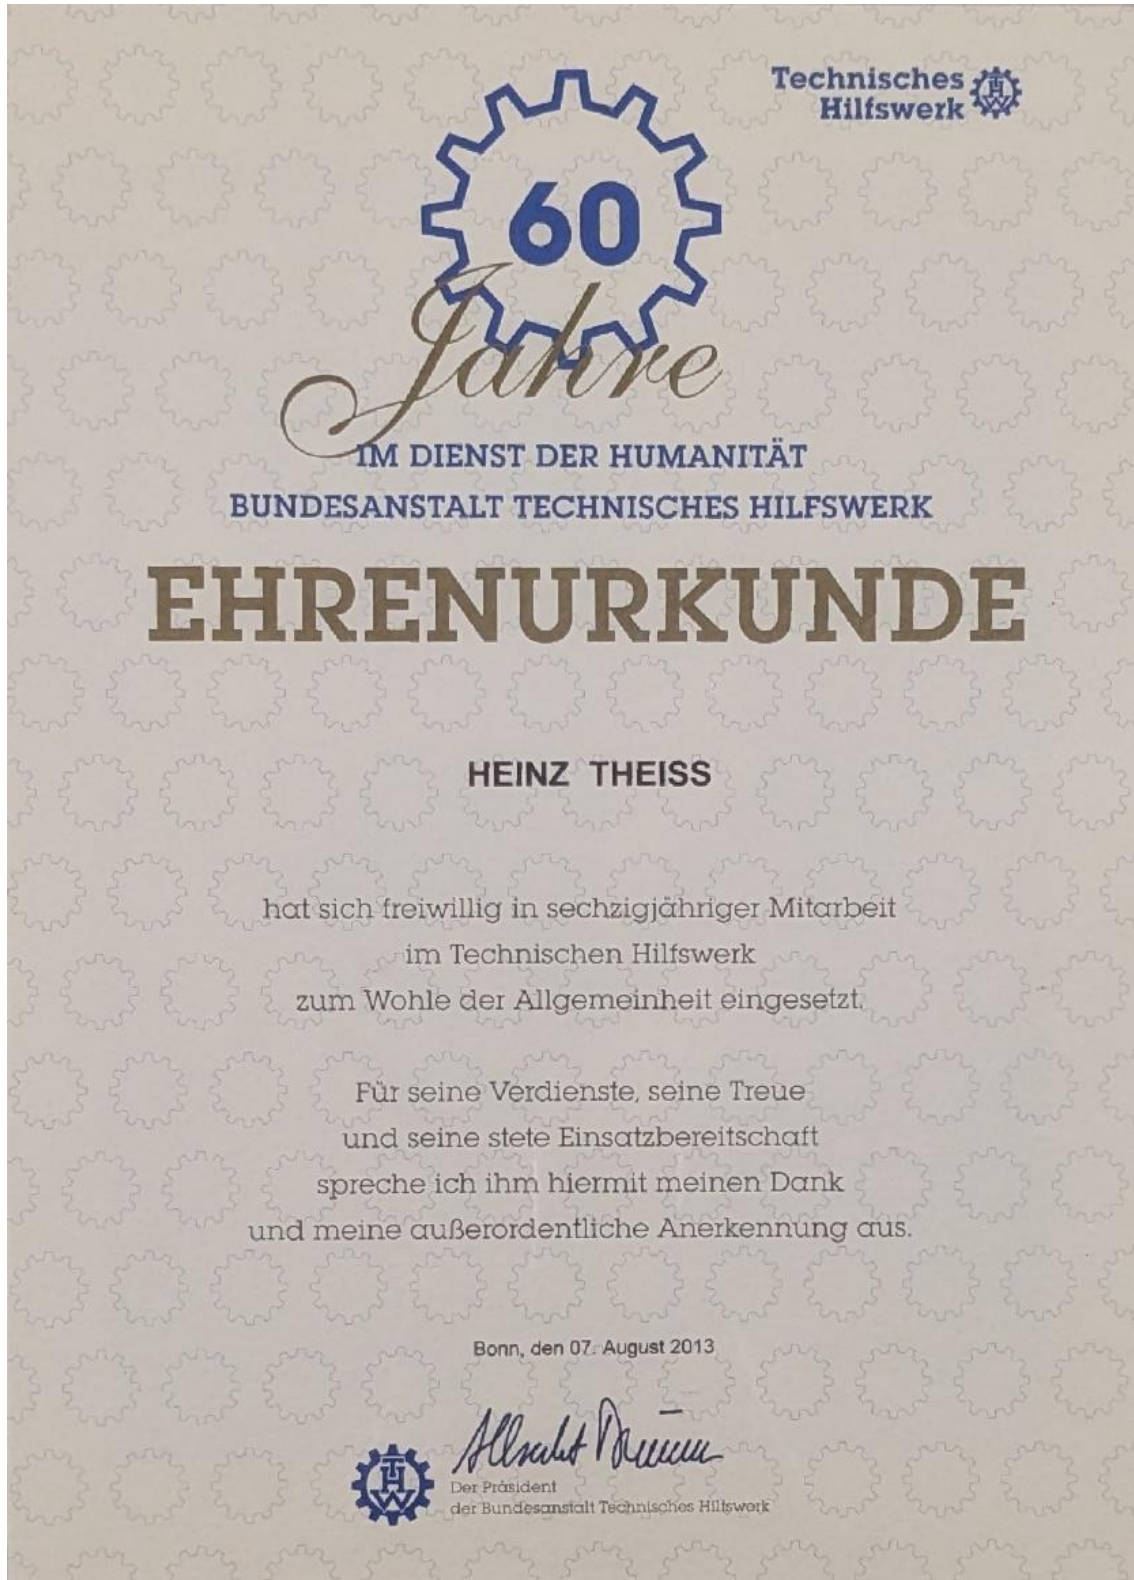 Technisches
Hilfswerk
THW
60
Jahre
IM DIENST DER HUMANITÄT
BUNDESANSTALT TECHNISCHES HILFSWERK
EHRENURKUNDE
HEINZ THEISS
hat sich freiwillig in sechzigjähriger Mitarbeit
im Technischen Hilfswerk
zum Wohle der Allgemeinheit eingesetzt.
Für seine Verdienste, seine Treue
und seine stete Einsatzbereitschaft
spreche ich ihm hiermit meinen Dank
und meine außerordentliche Anerkennung aus.
Bonn, den 07. August 2013
Albrecht
THW
Der Präsident
der Bundesanstalt Technisches Hilfswerk